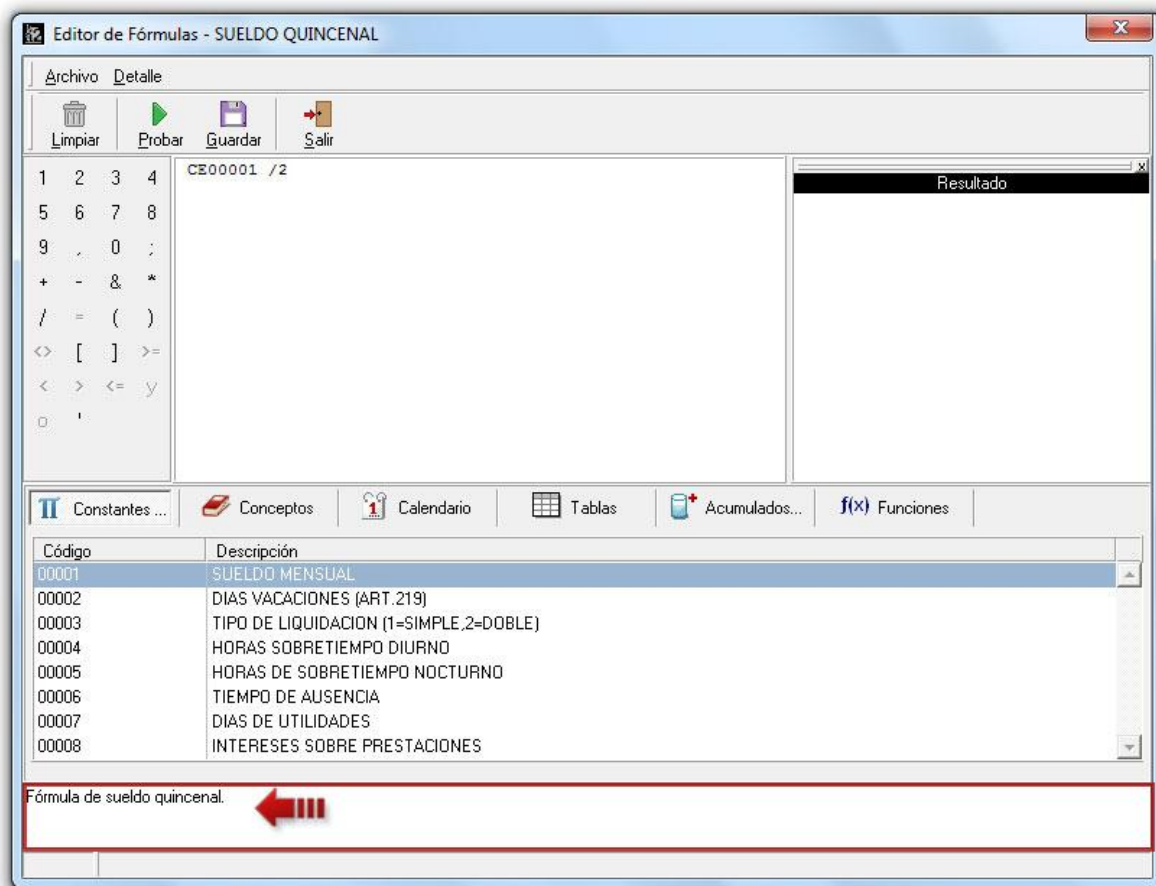 Editor de Fórmulas - SUELDO QUINCENAL
Archivo Detalle
Limpiar Probar Guardar Salir
1 2 3 4
5 6 7 8
9 , 0 ;
+ - & *
/ = ( )
<> [ ] >=
< > <= y
o '
CE00001 /2
Resultado
Constantes ... Conceptos 1 Calendario Tablas Acumulados... f(x) Funciones
Código Descripción
00001 SUELDO MENSUAL
00002 DIAS VACACIONES (ART.219)
00003 TIPO DE LIQUIDACION (1=SIMPLE,2=DOBLE)
00004 HORAS SOBRETIEMPO DIURNO
00005 HORAS DE SOBRETIEMPO NOCTURNO
00006 TIEMPO DE AUSENCIA
00007 DIAS DE UTILIDADES
00008 INTERESES SOBRE PRESTACIONES
Fórmula de sueldo quincenal.